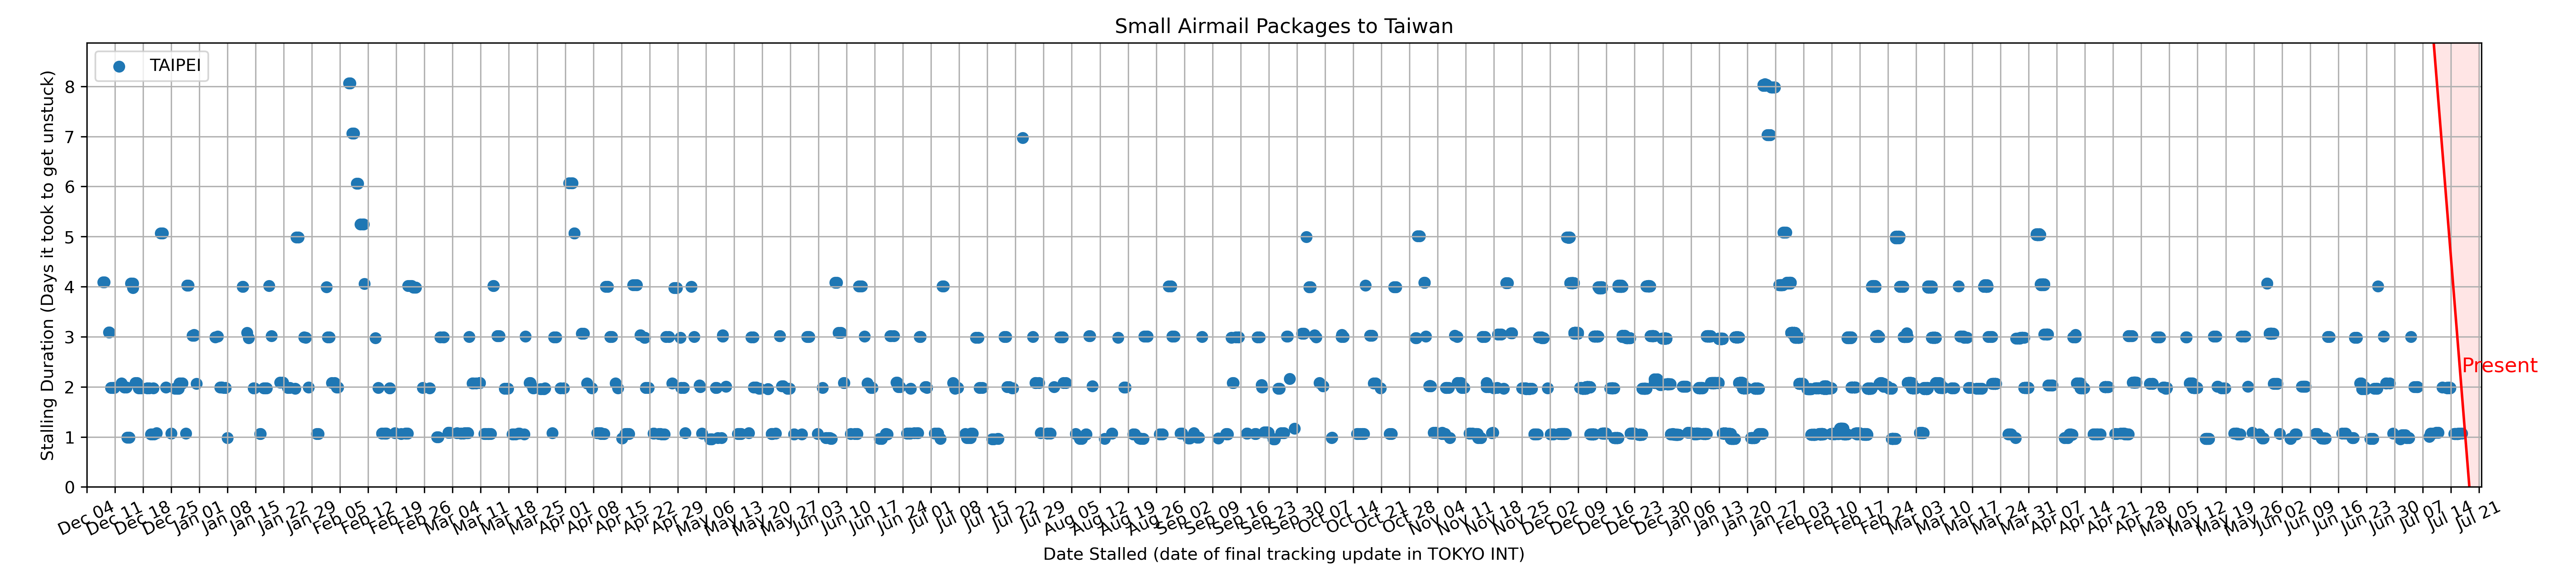 Small Airmail Packages to Taiwan
TAIPEI
Stalling Duration (Days it took to get unstuck)
8
7
6
5
4
3
2
1
0
Present
Dec 04
Dec 11
Dec 18
Dec 25
Jan 01
Jan 08
Jan 15
Jan 22
Jan 29
Feb 05
Feb 12
Feb 19
Feb 26
Mar 04
Mar 11
Mar 18
Mar 25
Apr 01
Apr 08
Apr 15
Apr 22
Apr 29
May 06
May 13
May 20
May 27
Jun 03
Jun 10
Jun 17
Jun 24
Jul 01
Jul 08
Jul 15
Jul 22
Jul 29
Aug 05
Aug 12
Aug 19
Aug 26
Sep 02
Sep 09
Sep 16
Sep 23
Sep 30
Oct 07
Oct 14
Oct 21
Oct 28
Nov 04
Nov 11
Nov 18
Nov 25
Dec 02
Dec 09
Dec 16
Dec 23
Dec 30
Jan 06
Jan 13
Jan 20
Jan 27
Feb 03
Feb 10
Feb 17
Feb 24
Mar 03
Mar 10
Mar 17
Mar 24
Mar 31
Apr 07
Apr 14
Apr 21
Apr 28
May 05
May 12
May 19
May 26
Jun 02
Jun 09
Jun 16
Jun 23
Jun 30
Jul 07
Jul 14
Jul 21
Date Stalled (date of final tracking update in TOKYO INT)